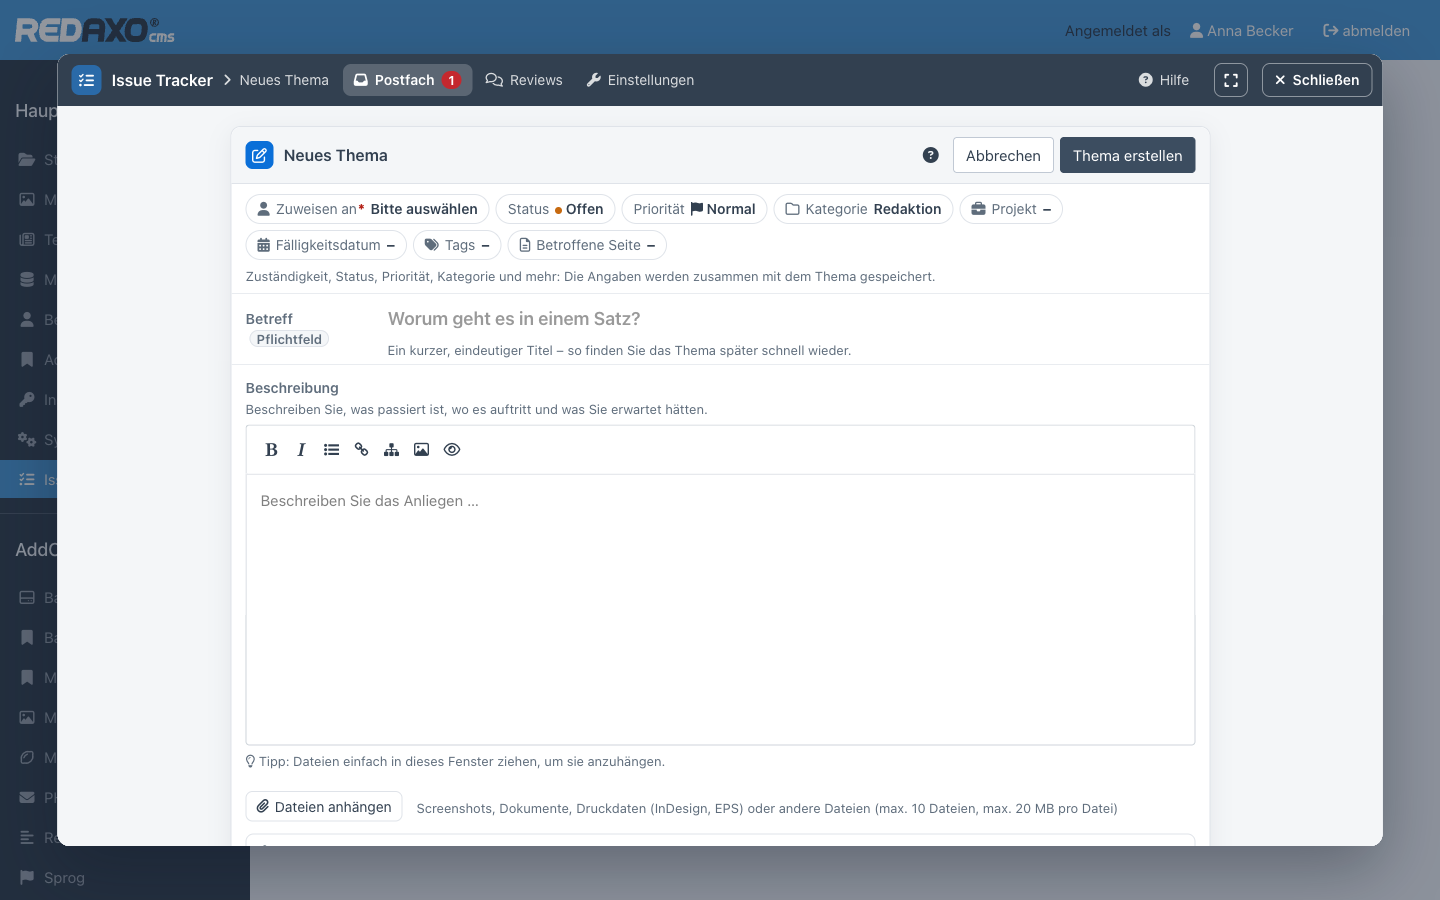 REDAXO® cms
Angemeldet als Anna Becker abmelden
Issue Tracker Neues Thema Postfach 1 Reviews Einstellungen Hilfe Schließen
Neues Thema Abbrechen Thema erstellen
Zuweisen an* Bitte auswählen Status Offen Priorität Normal Kategorie Redaktion Projekt –
Fälligkeitsdatum – Tags – Betroffene Seite –
Zuständigkeit, Status, Priorität, Kategorie und mehr: Die Angaben werden zusammen mit dem Thema gespeichert.
Betreff Worum geht es in einem Satz?
Pflichtfeld
Ein kurzer, eindeutiger Titel – so finden Sie das Thema später schnell wieder.
Beschreibung
Beschreiben Sie, was passiert ist, wo es auftritt und was Sie erwartet hätten.
B I
Beschreiben Sie das Anliegen ...
Tipp: Dateien einfach in dieses Fenster ziehen, um sie anzuhängen.
Dateien anhängen Screenshots, Dokumente, Druckdaten (InDesign, EPS) oder andere Dateien (max. 10 Dateien, max. 20 MB pro Datei)
Sprog